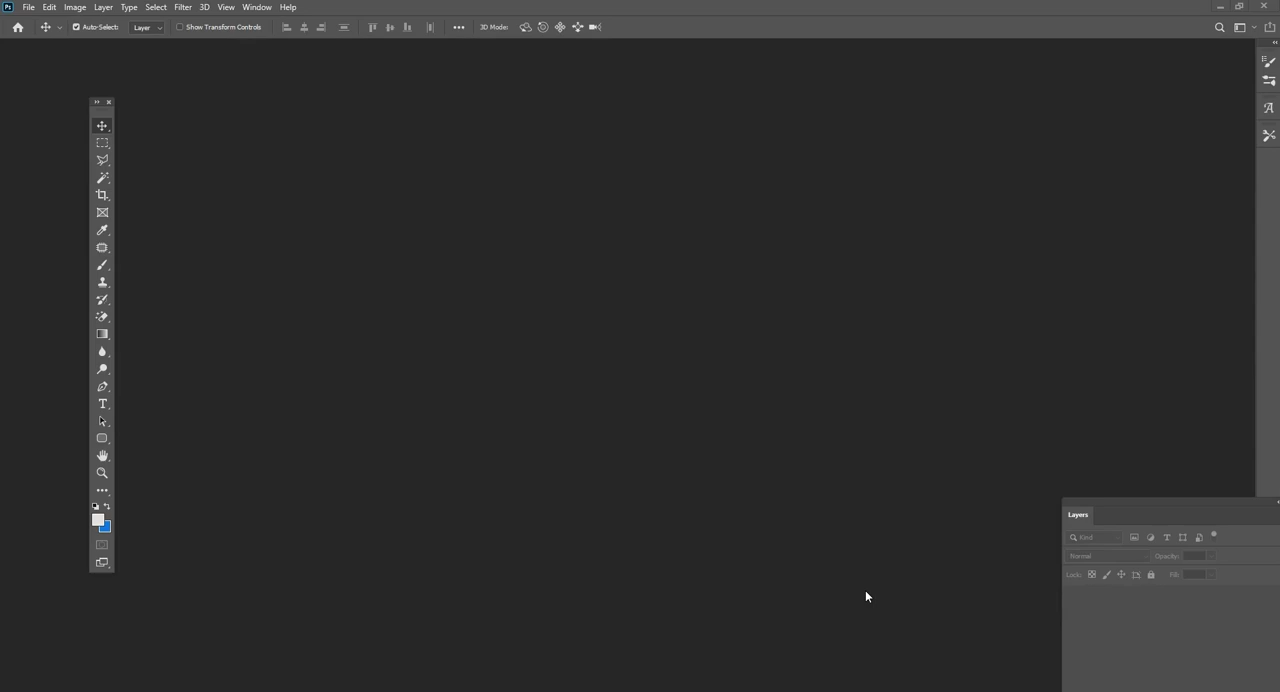 Ps File Edit Image Layer Type Select Filter 3D View Window Help
Auto-Select: Layer Show Transform Controls 3D Mode:
Layers
Kind
Normal Opacity:
Lock: Fill: